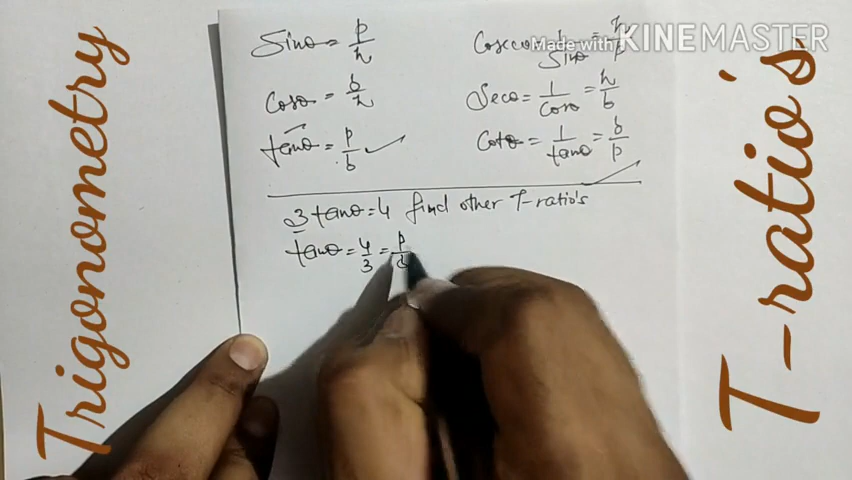 Trigonometry
Sinθ = p/h
Cosecθ = 1/Sinθ = h/p
Made with KINEMASTER
Cosθ = b/h
Secθ = 1/Cosθ = h/b
tanθ = p/b ✓
Cotθ = 1/tanθ = b/p
3 tanθ = 4 find other T-ratio's
tanθ = 4/3 = p/b
T-ratio's